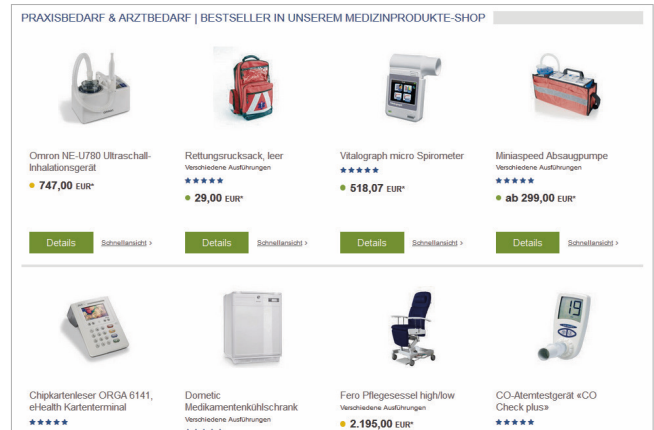 PRAXISBEDARF & ARZTBEDARF | BESTSELLER IN UNSEREM MEDIZINPRODUKTE-SHOP
Omron NE-U780 Ultraschall-
Inhalationsgerät
747,00 EUR*
Details Schnellansicht >
Rettungsrucksack, leer
Verschiedene Ausführungen
29,00 EUR*
Details Schnellansicht >
Vitalograph micro Spirometer
518,07 EUR*
Details Schnellansicht >
Miniaspeed Absaugpumpe
Verschiedene Ausführungen
ab 299,00 EUR*
Details Schnellansicht >
Chipkartenleser ORGA 6141,
eHealth Kartenterminal
Dometic
Medikamentenkühlschrank
Verschiedene Ausführungen
Fero Pflegesessel high/low
Verschiedene Ausführungen
2.195,00 EUR*
19
CO-Atemtestgerät «CO
Check plus»